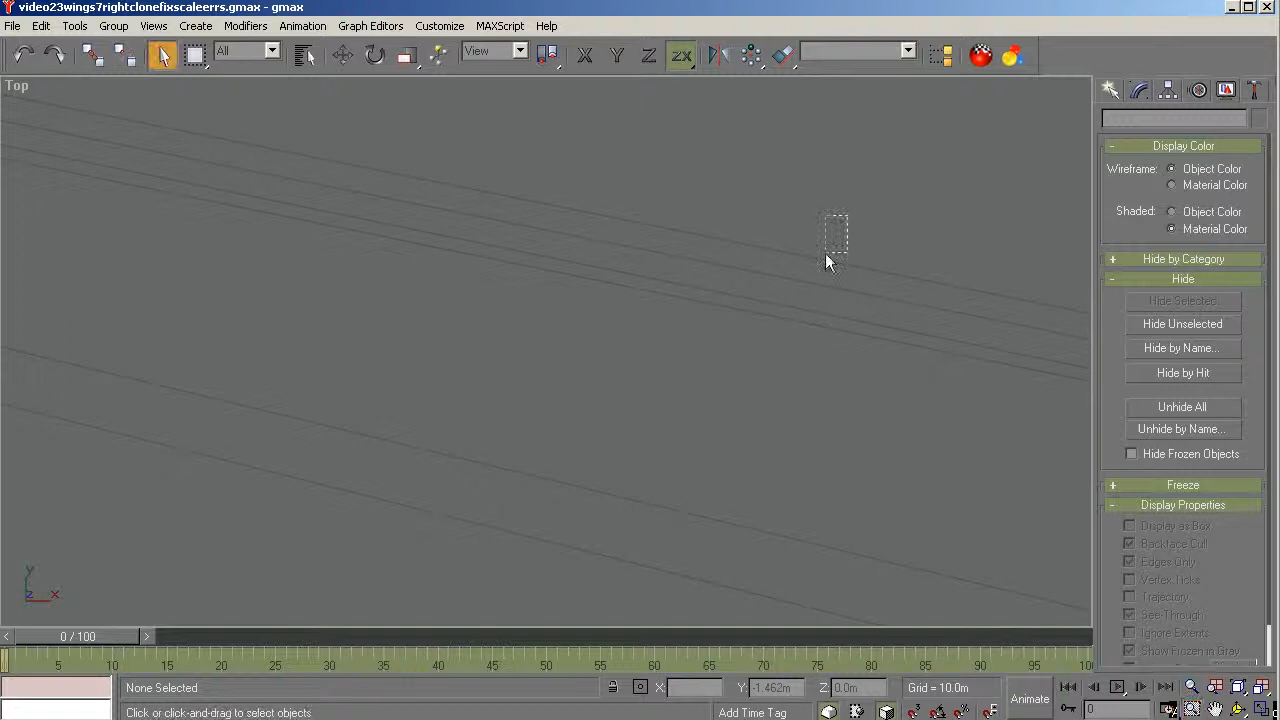 video23wings7rightclonefixscaleerrs.gmax - gmax
File Edit Tools Group Views Create Modifiers Animation Graph Editors Customize MAXScript Help
All View X Y Z ZX
Top
Display Color
Wireframe: Object Color
Material Color
Shaded: Object Color
Material Color
Hide by Category
Hide
Hide Selected
Hide Unselected
Hide by Name...
Hide by Hit
Unhide All
Unhide by Name...
Hide Frozen Objects
Freeze
Display Properties
Display as Box
Backface Cull
Edges Only
Vertex Ticks
Trajectory
See-Through
Ignore Extents
Show Frozen in Gray
y
z x
0 / 100
5 10 15 20 25 30 35 40 45 50 55 60 65 70 75 80 85 90 95 10
None Selected X: Y: -1.462m Z: 0.0m Grid = 10.0m Animate
Click or click-and-drag to select objects Add Time Tag 0